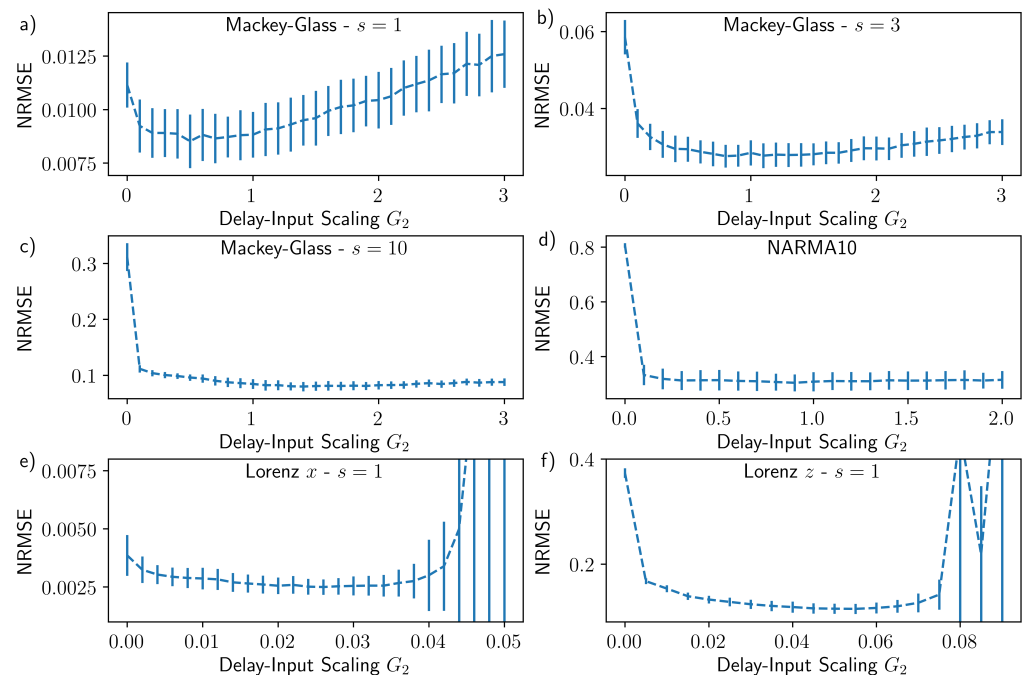 a)
Mackey-Glass - s = 1
NRMSE
0.0125
0.0100
0.0075
0 1 2 3
Delay-Input Scaling G₂
b)
Mackey-Glass - s = 3
NRMSE
0.06
0.04
0 1 2 3
Delay-Input Scaling G₂
c)
Mackey-Glass - s = 10
NRMSE
0.3
0.2
0.1
0 1 2 3
Delay-Input Scaling G₂
d)
NARMA10
NRMSE
0.8
0.6
0.4
0.0 0.5 1.0 1.5 2.0
Delay-Input Scaling G₂
e)
Lorenz x - s = 1
NRMSE
0.0075
0.0050
0.0025
0.00 0.01 0.02 0.03 0.04 0.05
Delay-Input Scaling G₂
f)
Lorenz z - s = 1
NRMSE
0.4
0.2
0.00 0.02 0.04 0.06 0.08
Delay-Input Scaling G₂